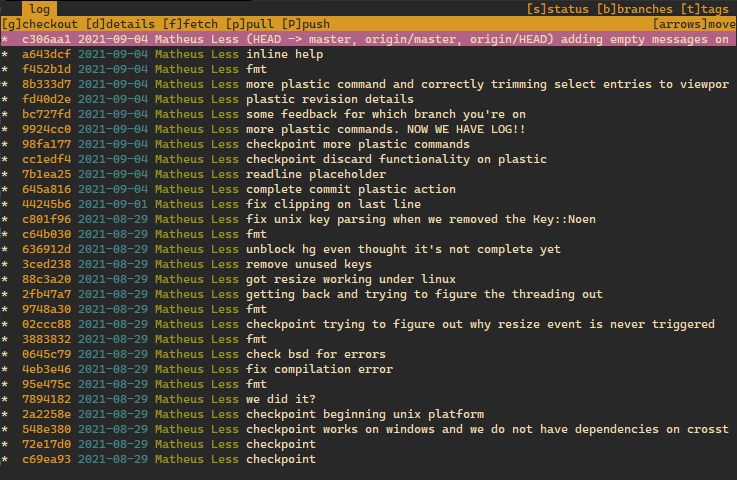 log [s]status [b]branches [t]tags
[g]checkout [d]details [f]fetch [p]pull [P]push [arrows]move
* c306aa1 2021-09-04 Matheus Less (HEAD -> master, origin/master, origin/HEAD) adding empty messages on
* a643dcf 2021-09-04 Matheus Less inline help
* f452b1d 2021-09-04 Matheus Less fmt
* 8b333d7 2021-09-04 Matheus Less more plastic command and correctly trimming select entries to viewpor
* fd40d2e 2021-09-04 Matheus Less plastic revision details
* bc727fd 2021-09-04 Matheus Less some feedback for which branch you're on
* 9924cc0 2021-09-04 Matheus Less more plastic commands. NOW WE HAVE LOG!!
* 98fa177 2021-09-04 Matheus Less checkpoint more plastic commands
* cc1edf4 2021-09-04 Matheus Less checkpoint discard functionality on plastic
* 7b1ea25 2021-09-04 Matheus Less readline placeholder
* 645a816 2021-09-04 Matheus Less complete commit plastic action
* 44245b6 2021-09-01 Matheus Less fix clipping on last line
* c801f96 2021-08-29 Matheus Less fix unix key parsing when we removed the Key::Noen
* c64b030 2021-08-29 Matheus Less fmt
* 636912d 2021-08-29 Matheus Less unblock hg even thought it's not complete yet
* 3ced238 2021-08-29 Matheus Less remove unused keys
* 88c3a20 2021-08-29 Matheus Less got resize working under linux
* 2fb47a7 2021-08-29 Matheus Less getting back and trying to figure the threading out
* 9748a30 2021-08-29 Matheus Less fmt
* 02ccc88 2021-08-29 Matheus Less checkpoint trying to figure out why resize event is never triggered
* 3883832 2021-08-29 Matheus Less fmt
* 0645c79 2021-08-29 Matheus Less check bsd for errors
* 4eb3e46 2021-08-29 Matheus Less fix compilation error
* 95e475c 2021-08-29 Matheus Less fmt
* 7894182 2021-08-29 Matheus Less we did it?
* 2a2258e 2021-08-29 Matheus Less checkpoint beginning unix platform
* 548e380 2021-08-29 Matheus Less checkpoint works on windows and we do not have dependencies on crosst
* 72e17d0 2021-08-29 Matheus Less checkpoint
* c69ea93 2021-08-29 Matheus Less checkpoint